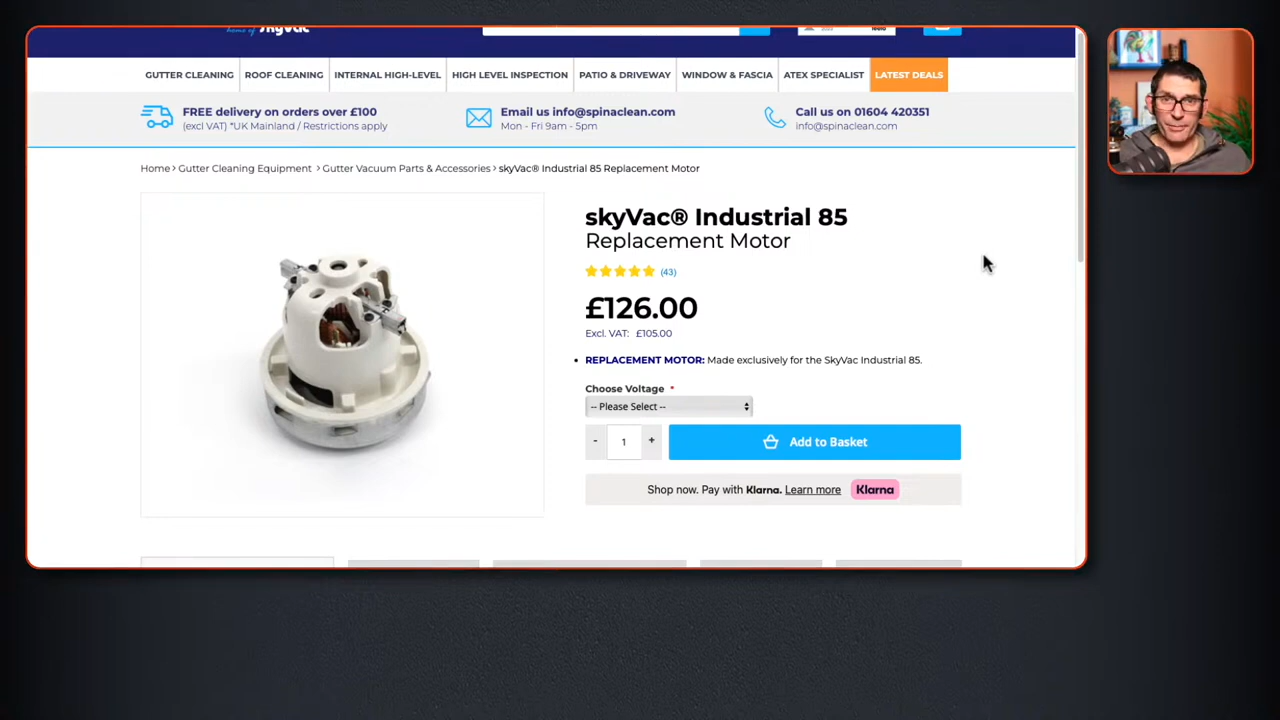 home of skyVac
GUTTER CLEANING
ROOF CLEANING
INTERNAL HIGH-LEVEL
HIGH LEVEL INSPECTION
PATIO & DRIVEWAY
WINDOW & FASCIA
ATEX SPECIALIST
LATEST DEALS
FREE delivery on orders over £100
(excl VAT) *UK Mainland / Restrictions apply
Email us info@spinaclean.com
Mon - Fri 9am - 5pm
Call us on 01604 420351
info@spinaclean.com
Home > Gutter Cleaning Equipment > Gutter Vacuum Parts & Accessories > skyVac® Industrial 85 Replacement Motor
skyVac® Industrial 85
Replacement Motor
(43)
£126.00
Excl. VAT: £105.00
• REPLACEMENT MOTOR: Made exclusively for the SkyVac Industrial 85.
Choose Voltage *
-- Please Select --
- 1 +
Add to Basket
Shop now. Pay with Klarna. Learn more Klarna